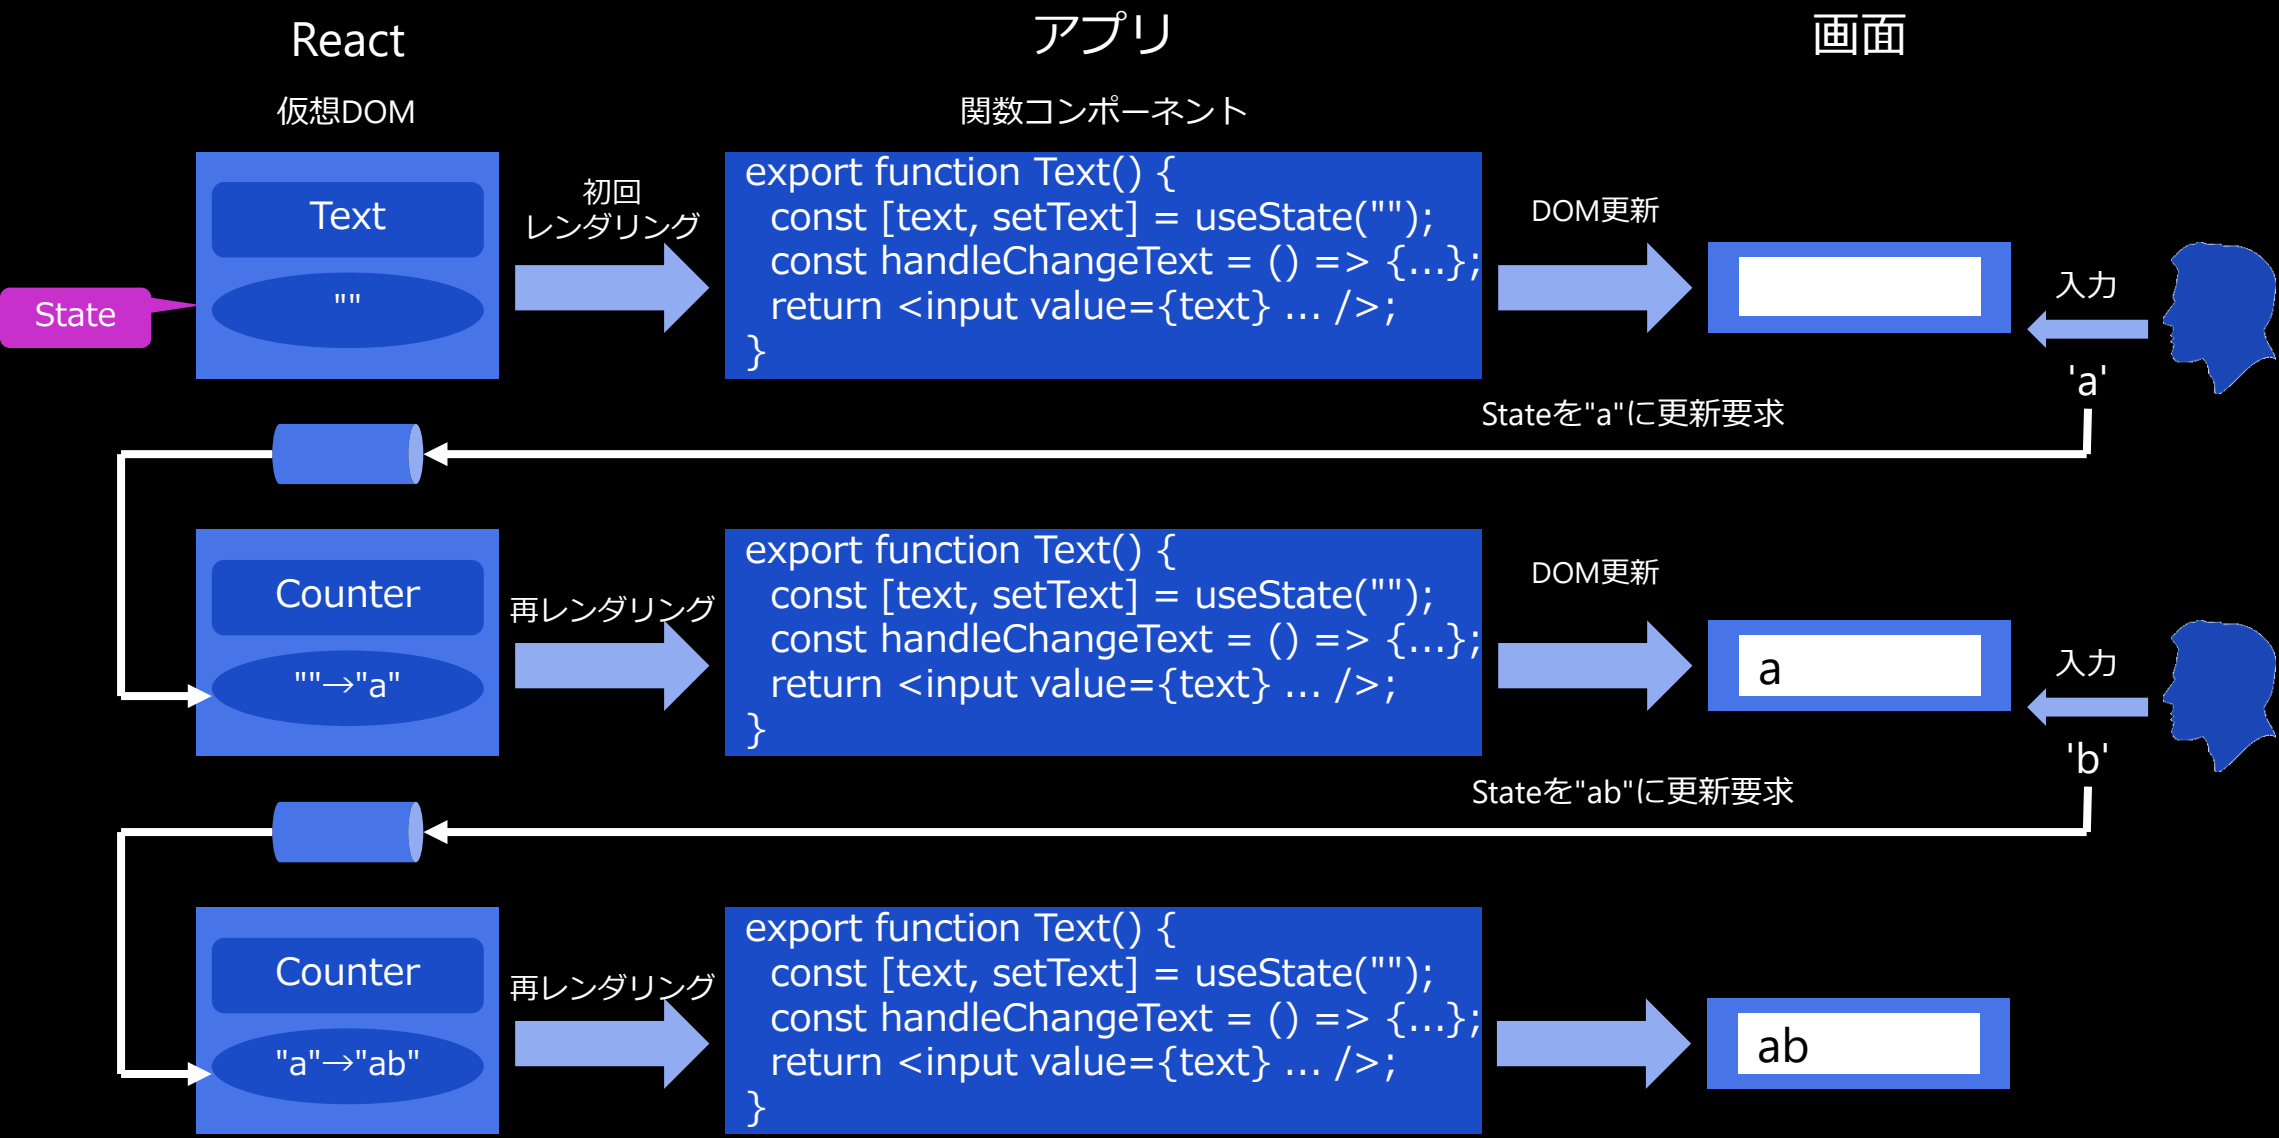 React
アプリ
画面
仮想DOM
関数コンポーネント
Text
""
State
初回
レンダリング
export function Text() {
const [text, setText] = useState("");
const handleChangeText = () => {…};
return <input value={text} … />;
}
DOM更新
入力
'a'
Stateを"a"に更新要求
Counter
""→"a"
再レンダリング
export function Text() {
const [text, setText] = useState("");
const handleChangeText = () => {…};
return <input value={text} … />;
}
DOM更新
a
入力
'b'
Stateを"ab"に更新要求
Counter
"a"→"ab"
再レンダリング
export function Text() {
const [text, setText] = useState("");
const handleChangeText = () => {…};
return <input value={text} … />;
}
ab